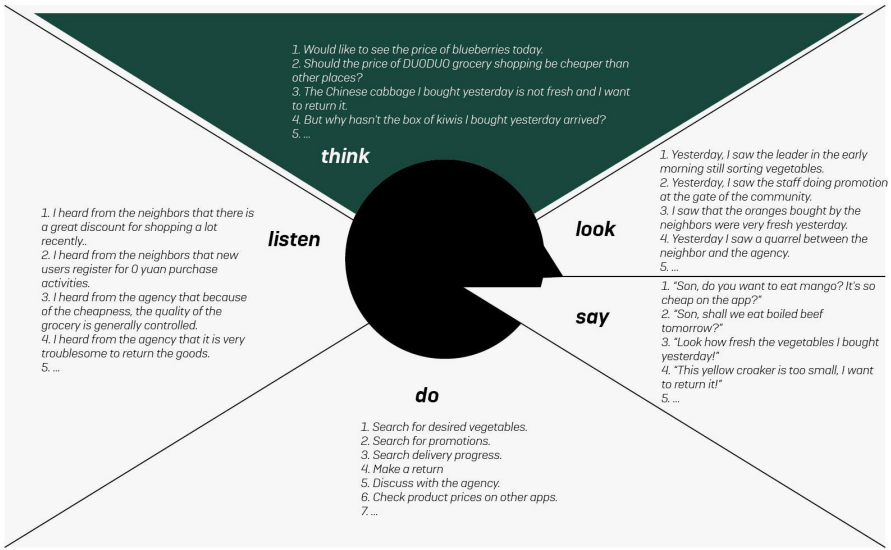 1. Would like to see the price of blueberries today.
2. Should the price of DUODUO grocery shopping be cheaper than
other places?
3. The Chinese cabbage I bought yesterday is not fresh and I want
to return it.
4. But why hasn't the box of kiwis I bought yesterday arrived?
5. ...
think
listen
1. I heard from the neighbors that there is
a great discount for shopping a lot
recently..
2. I heard from the neighbors that new
users register for 0 yuan purchase
activities.
3. I heard from the agency that because
of the cheapness, the quality of the
grocery is generally controlled.
4. I heard from the agency that it is very
troublesome to return the goods.
5. ...
look
1. Yesterday, I saw the leader in the early
morning still sorting vegetables.
2. Yesterday, I saw the staff doing promotion
at the gate of the community.
3. I saw that the oranges bought by the
neighbors were very fresh yesterday.
4. Yesterday I saw a quarrel between the
neighbor and the agency.
5. ...
say
1. “Son, do you want to eat mango? It's so
cheap on the app?”
2. “Son, shall we eat boiled beef
tomorrow?”
3. “Look how fresh the vegetables I bought
yesterday!”
4. “This yellow croaker is too small, I want
to return it!”
5. ...
do
1. Search for desired vegetables.
2. Search for promotions.
3. Search delivery progress.
4. Make a return
5. Discuss with the agency.
6. Check product prices on other apps.
7. ...